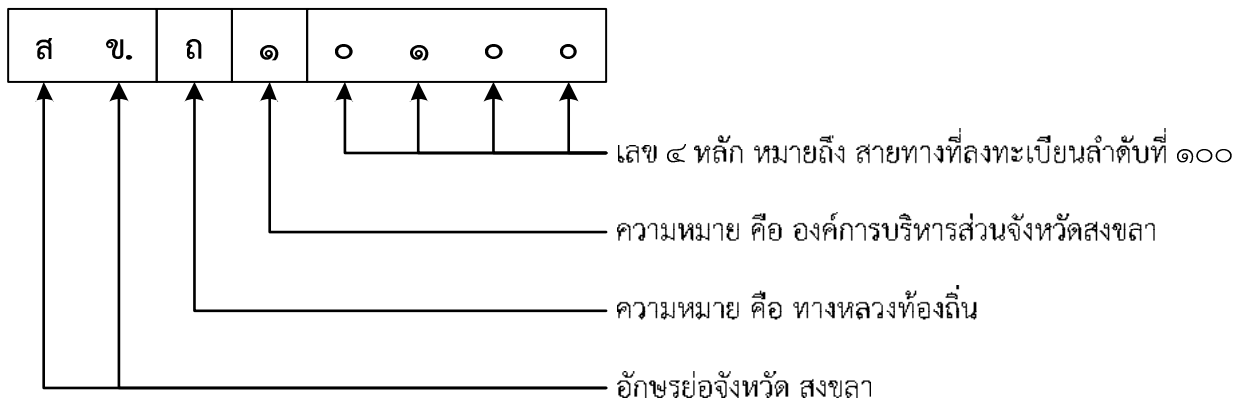 ส ข. ถ ๑ ๐ ๑ ๐ ๐
เลข ๔ หลัก หมายถึง สายทางที่ลงทะเบียนลำดับที่ ๑๐๐
ความหมาย คือ องค์การบริหารส่วนจังหวัดสงขลา
ความหมาย คือ ทางหลวงท้องถิ่น
อักษรย่อจังหวัด สงขลา